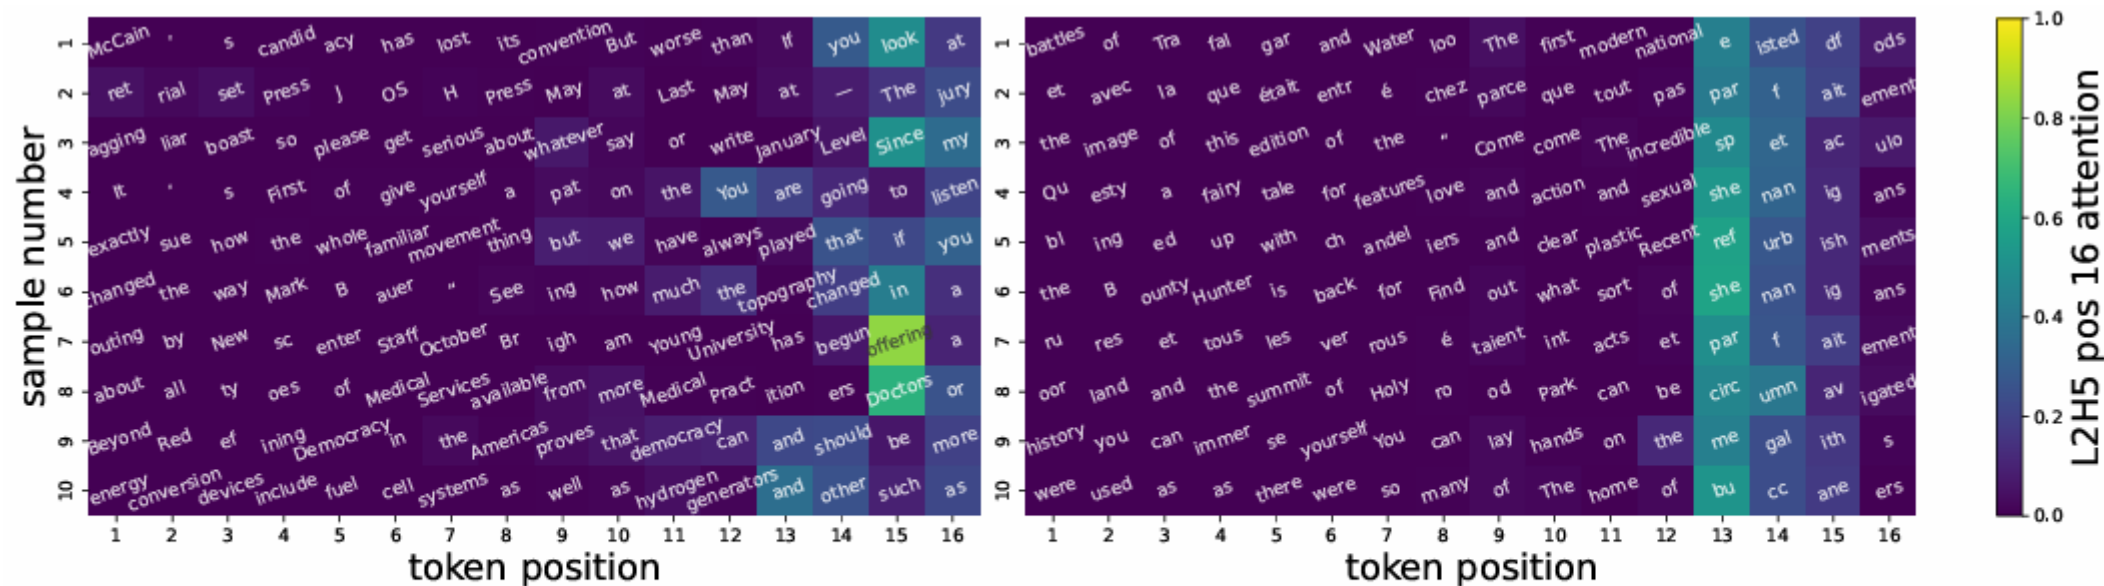 1 McCain ' s candid acy has lost its convention But worse than If you look at
2 ret rial set Press J OS H Press May at Last May at — The jury
3 agging liar boast so please get serious about whatever say or write January Level Since my
4 It ' s First of give yourself a pat on the You are going to listen
5 exactly sue how the whole familiar movement thing but we have always played that if you
6 changed the way Mark B auer “ See ing how much the topography changed in a
7 outing by New sc enter Staff October Br igh am Young University has begun offering a
8 about all ty oes of Medical Services available from more Medical Pract ition ers Doctors or
9 Beyond Red ef ining Democracy in the Americas proves that democracy can and should be more
10 energy conversion devices include fuel cell systems as well as hydrogen generators and other such as
1 2 3 4 5 6 7 8 9 10 11 12 13 14 15 16
token position
sample number
1 battles of Tra fal gar and Water loo The first modern national e isted df ods
2 et avec la que était entr é chez parce que tout pas par f ait ement
3 the image of this edition of the “ Come come The incredible sp et ac ulo
4 Qu esty a fairy tale for features love and action and sexual she nan ig ans
5 bl ing ed up with ch andel iers and clear plastic Recent ref urb ish ments
6 the B ounty Hunter is back for Find out what sort of she nan ig ans
7 ru res et tous les ver rous é taient int acts et par f ait ement
8 oor land and the summit of Holy ro od Park can be circ umn av igated
9 history you can immer se yourself You can lay hands on the me gal ith s
10 were used as as there were so many of The home of bu cc ane ers
1 2 3 4 5 6 7 8 9 10 11 12 13 14 15 16
token position
1.0
0.8
0.6
0.4
0.2
0.0
L2H5 pos 16 attention